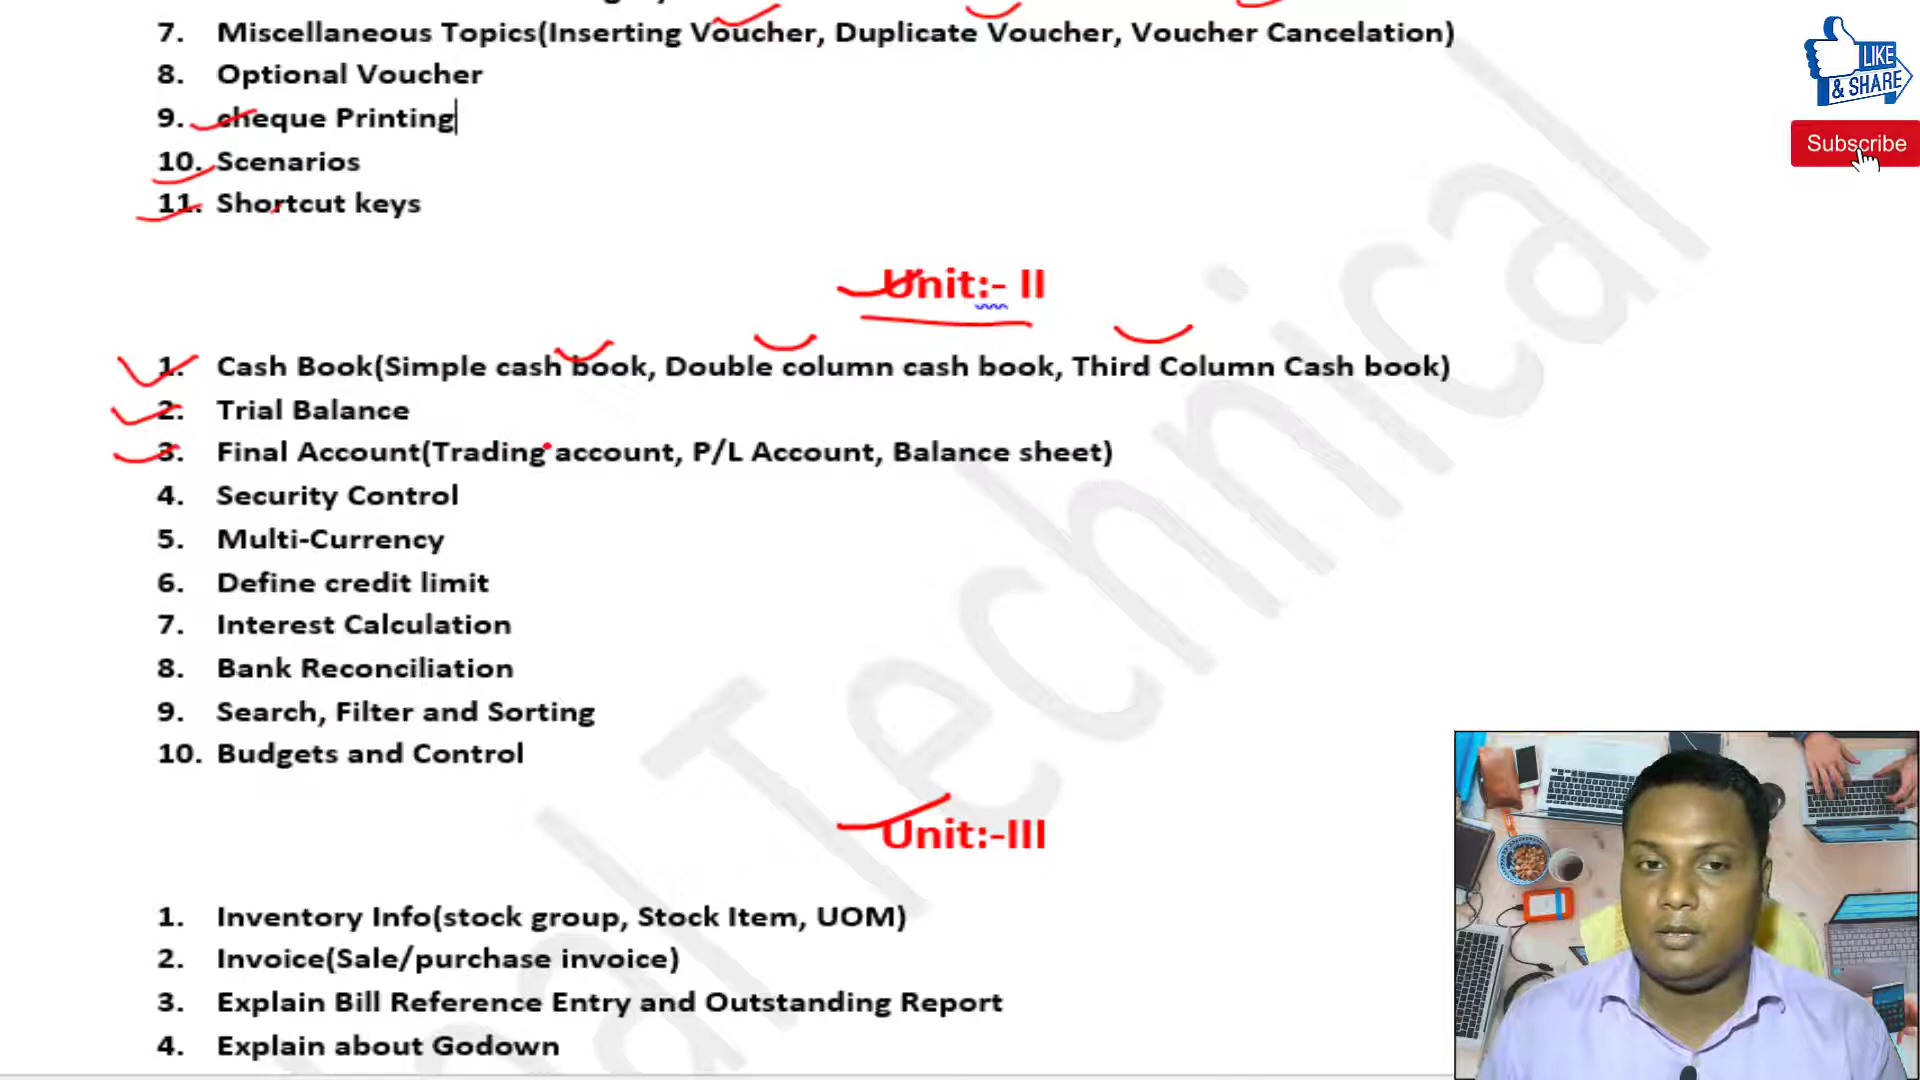 7. Miscellaneous Topics(Inserting Voucher, Duplicate Voucher, Voucher Cancelation)
8. Optional Voucher
9. cheque Printing
10. Scenarios
11. Shortcut keys
LIKE
& SHARE
Subscribe
Unit:- II
1. Cash Book(Simple cash book, Double column cash book, Third Column Cash book)
2. Trial Balance
3. Final Account(Trading account, P/L Account, Balance sheet)
4. Security Control
5. Multi-Currency
6. Define credit limit
7. Interest Calculation
8. Bank Reconciliation
9. Search, Filter and Sorting
10. Budgets and Control
Unit:-III
1. Inventory Info(stock group, Stock Item, UOM)
2. Invoice(Sale/purchase invoice)
3. Explain Bill Reference Entry and Outstanding Report
4. Explain about Godown
Technical